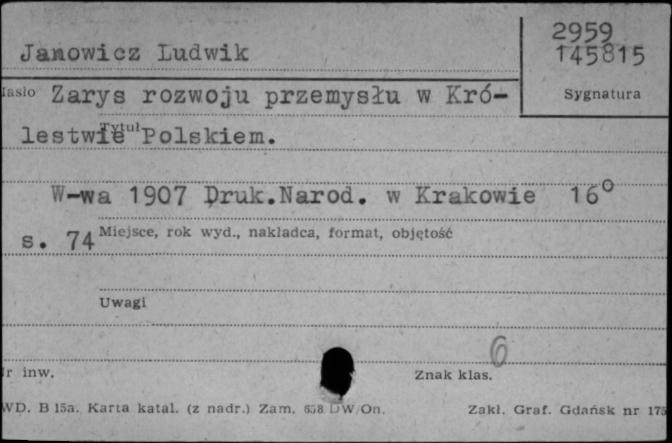 2959
Janowicz Ludwik 145815
Hasło Zarys rozwoju przemysłu w Kró- Sygnatura
lestwie Polskiem.
Tytuł
W-wa 1907 Druk.Narod. w Krakowie 16°
s. 74 Miejsce, rok wyd., nakładca, format, objętość
Uwagi
6
Nr inw. Znak klas.
WD. B 15a. Karta katal. (z nadr.) Zam. 658 DW/On. Zakł. Graf. Gdańsk nr 175